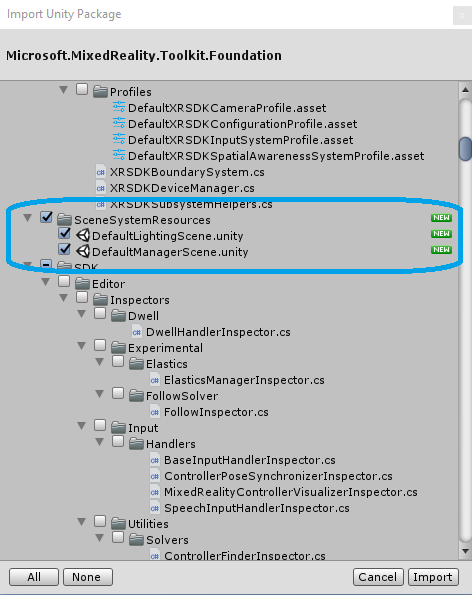 Import Unity Package
Microsoft.MixedReality.Toolkit.Foundation
Profiles
DefaultXRSDKCameraProfile.asset
DefaultXRSDKConfigurationProfile.asset
DefaultXRSDKInputSystemProfile.asset
DefaultXRSDKSpatialAwarenessSystemProfile.asset
XRSDKBoundarySystem.cs
XRSDKDeviceManager.cs
XRSDKSubsystemHelpers.cs
SceneSystemResources NEW
DefaultLightingScene.unity NEW
DefaultManagerScene.unity NEW
SDK
Editor
Inspectors
Dwell
DwellHandlerInspector.cs
Experimental
Elastics
ElasticsManagerInspector.cs
FollowSolver
FollowInspector.cs
Input
Handlers
BaseInputHandlerInspector.cs
ControllerPoseSynchronizerInspector.cs
MixedRealityControllerVisualizerInspector.cs
SpeechInputHandlerInspector.cs
Utilities
Solvers
ControllerFinderInspector.cs
All None Cancel Import